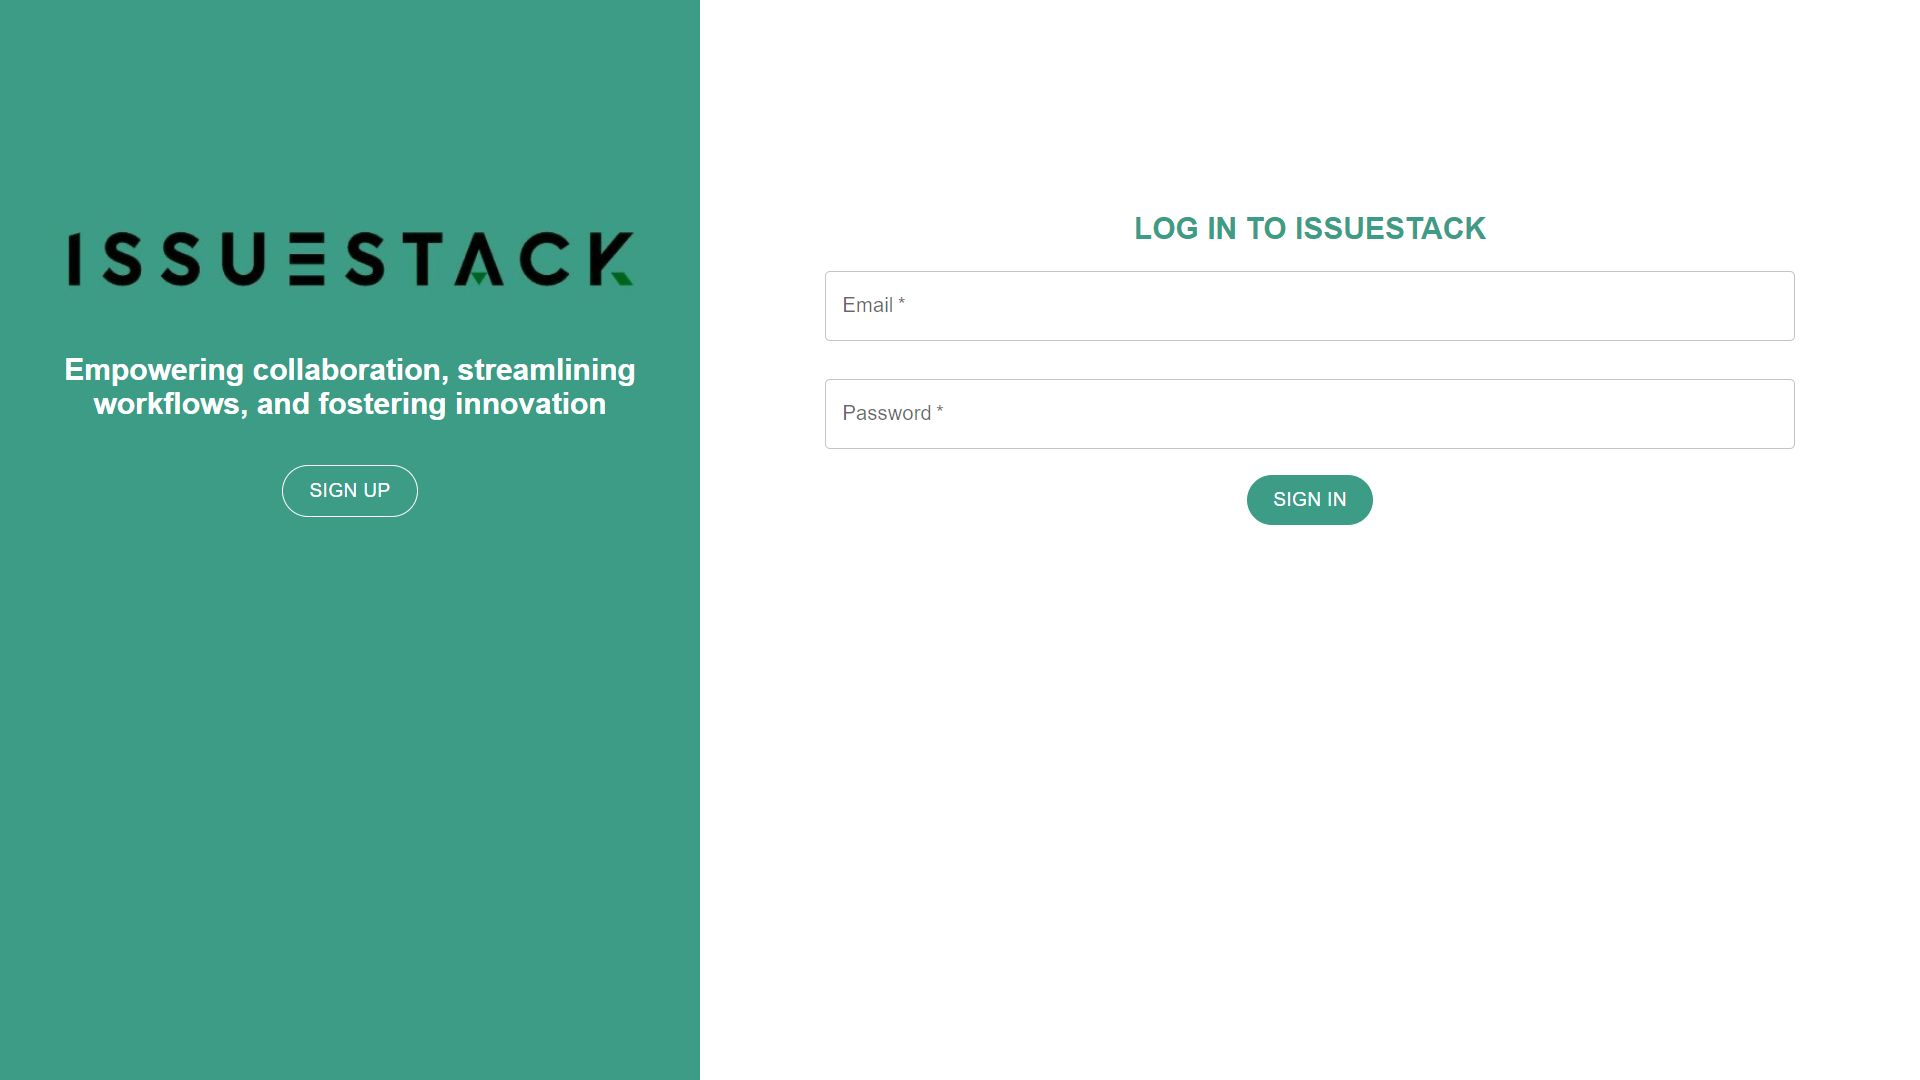 ISSUESTACK
Empowering collaboration, streamlining
workflows, and fostering innovation
SIGN UP
LOG IN TO ISSUESTACK
Email *
Password *
SIGN IN